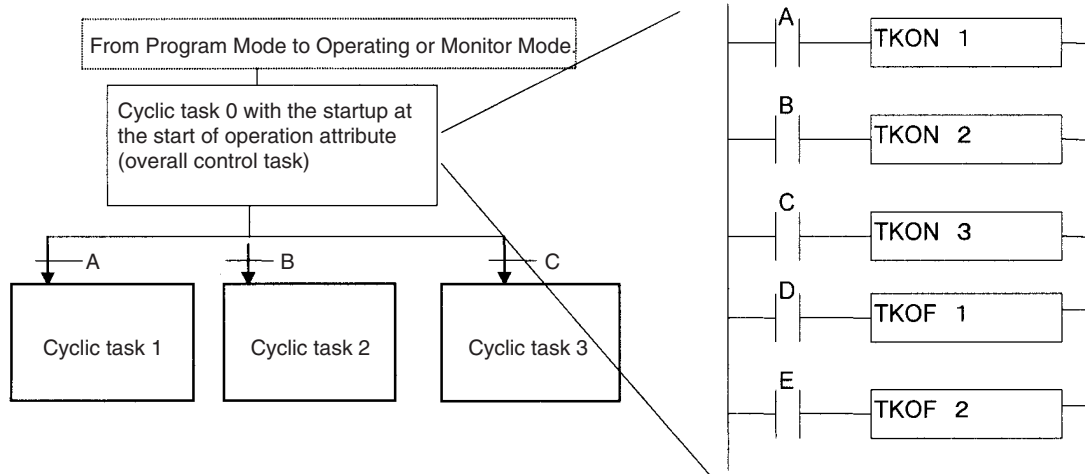 From Program Mode to Operating or Monitor Mode.
Cyclic task 0 with the startup at
the start of operation attribute
(overall control task)
A
B
C
Cyclic task 1
Cyclic task 2
Cyclic task 3
A
TKON 1
B
TKON 2
C
TKON 3
D
TKOF 1
E
TKOF 2